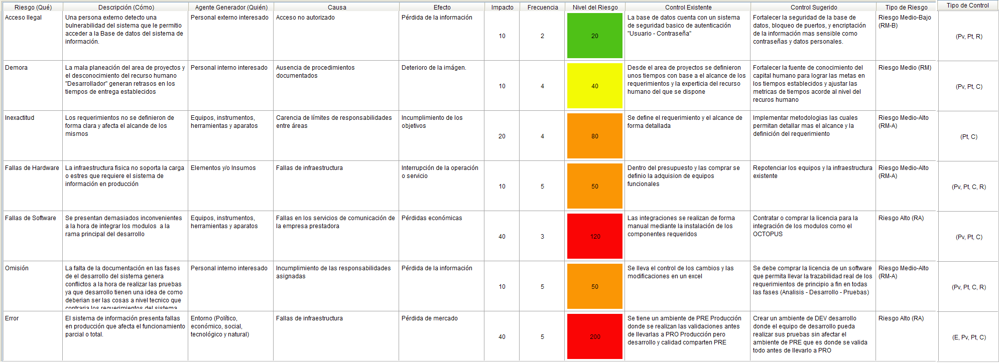 Riesgo (Qué) Descripción (Cómo) Agente Generador (Quién) Causa Efecto Impacto Frecuencia Nivel del Riesgo Control Existente Control Sugerido Tipo de Riesgo Tipo de Control
Acceso Ilegal
Una persona externo detecto una
bulnerabilidad del sistema que le permitio
acceder a la Base de datos del sistema de
información.
Personal externo interesado
Acceso no autorizado
Pérdida de la información
10
2
20
La base de datos cuenta con un sistema
de seguridad basico de autenticación
"Usuario - Contraseña"
Fortalecer la seguridad de la base de
datos, bloqueo de puertos, y encriptación
de la información mas sensible como
contraseñas y datos personales.
Riesgo Medio-Bajo
(RM-B)
(Pv, Pt, R)
Demora
La mala planeación del area de proyectos y
el desconocimiento del recurso humano
"Desarrollador" generan retrasos en los
tiempos de entrega establecidos
Personal interno interesado
Ausencia de procedimientos
documentados
Deterioro de la imágen.
10
4
40
Desde el area de proyectos se definieron
unos tiempos con base a el alcance de los
requerimientos y la experticia del recurso
humano del que se dispone
Fortalecer la fuente de conocimiento del
capital humano para lograr las metas en
los tiempos establecidos y ajustar las
metricas de tiempos acorde al nivel del
recuros humano
Riesgo Medio (RM)
(Pv, Pt, C)
Inexactitud
Los requerimientos no se definieron de
forma clara y afecta el alcande de los
mismos
Equipos, instrumentos,
herramientas y aparatos
Carencia de límites de responsabilidades
entre áreas
Incumplimiento de los
objetivos
20
4
80
Se define el requerimiento y el alcance de
forma detallada
Implementar metodologias las cuales
permitan detallar mas el alcance y la
definición del requerimiento
Riesgo Medio-Alto
(RM-A)
(Pt, C)
Fallas de Hardware
La infraestructura fisica no soporta la carga
o estres que requiere el sistema de
información en producción
Elementos y/o Insumos
Fallas de infraestructura
Interrupción de la operación
o servicio
10
5
50
Dentro del presupuesto y las comprar se
definio la adquision de equipos
funcionales
Repotenciar los equipos y la infraestructura
existente
Riesgo Medio-Alto
(RM-A)
(Pv, Pt, C, R)
Fallas de Software
Se presentan demasiados inconvenientes
a la hora de integrar los modulos a la
rama principal del desarrollo
Equipos, instrumentos,
herramientas y aparatos
Fallas en los servicios de comunicación de
la empresa prestadora
Pérdidas económicas
40
3
120
Las integraciones se realizan de forma
manual mediante la instalación de los
componentes requeridos
Contratar o comprar la licencia para la
integración de los modulos como el
OCTOPUS
Riesgo Alto (RA)
(Pv, Pt, C)
Omisión
La falta de la documentación en las fases
de el desarrollo del sistema genera
conflictos a la hora de realizar las pruebas
ya que desarrollo tienen una idea de como
deberian ser las cosas a nivel tecnico que
contraria los requerimientos del sistema
Personal interno interesado
Incumplimiento de las responsabilidades
asignadas
Pérdida de la información
10
5
50
Se lleva el control de los cambios y las
modificaciones en un excel
Se debe comprar la licencia de un software
que permita llevar la trazabilidad real de los
requerimientos de principio a fin en todas
las fases (Analisis - Desarrollo - Pruebas)
Riesgo Medio-Alto
(RM-A)
(Pv, Pt, C, R)
Error
El sistema de información presenta fallas
en producción que afecta el funcionamiento
parcial o total.
Entorno (Político,
económico, social,
tecnológico y natural)
Fallas de infraestructura
Pérdida de mercado
40
5
200
Se tiene un ambiente de PRE Producción
donde se realizan las validaciones antes
de llevarlas a PRO Producción pero
desarrollo y calidad comparten PRE
Crear un ambiente de DEV desarrollo
donde el equipo de desarrollo pueda
realizar sus pruebas sin afectar el
ambiente de PRE que es donde se valida
todo antes de llevarlo a PRO
Riesgo Alto (RA)
(E, Pv, Pt, C)